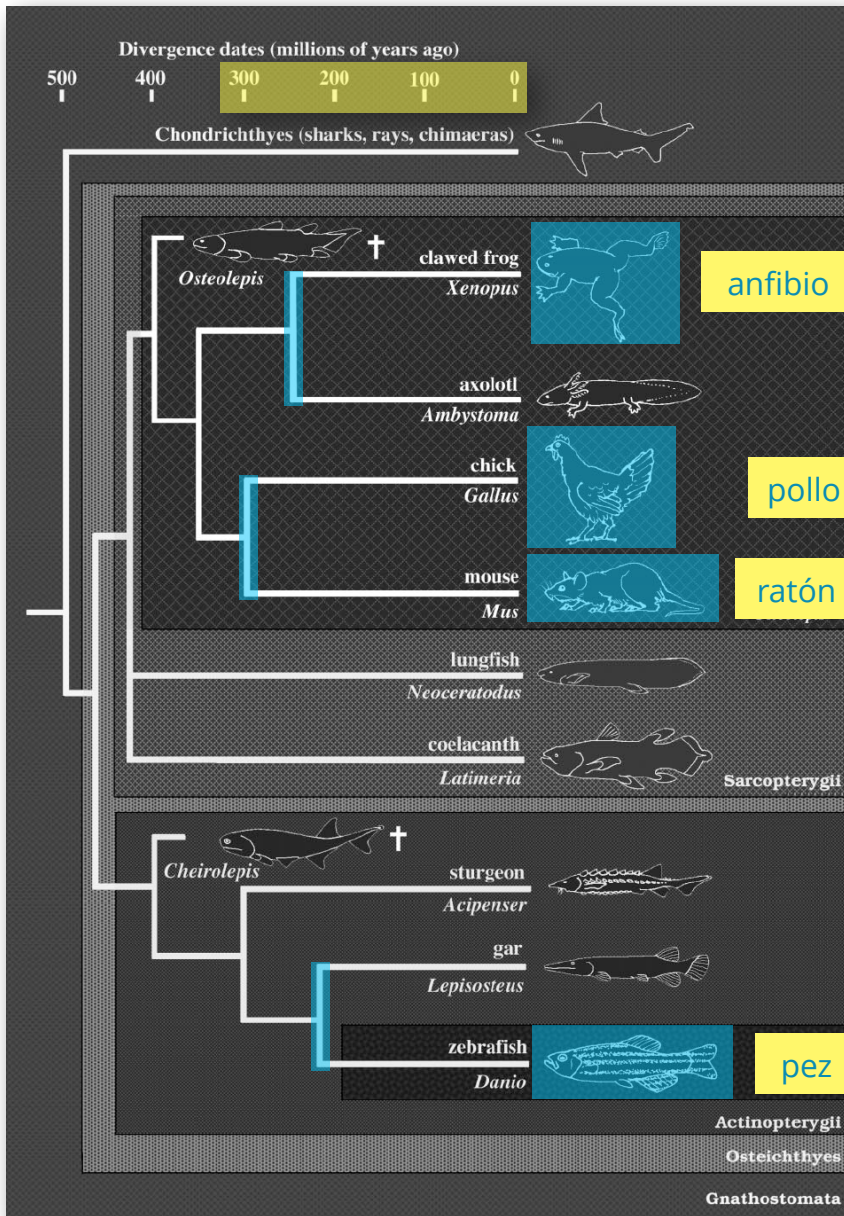 Divergence dates (millions of years ago)
500 400 300 200 100 0
Chondrichthyes (sharks, rays, chimaeras)
Osteolepis
clawed frog
Xenopus
anfibio
axolotl
Ambystoma
chick
Gallus
pollo
mouse
Mus
ratón
lungfish
Neoceratodus
coelacanth
Latimeria
Sarcopterygii
Cheirolepis
sturgeon
Acipenser
gar
Lepisosteus
zebrafish
Danio
pez
Actinopterygii
Osteichthyes
Gnathostomata